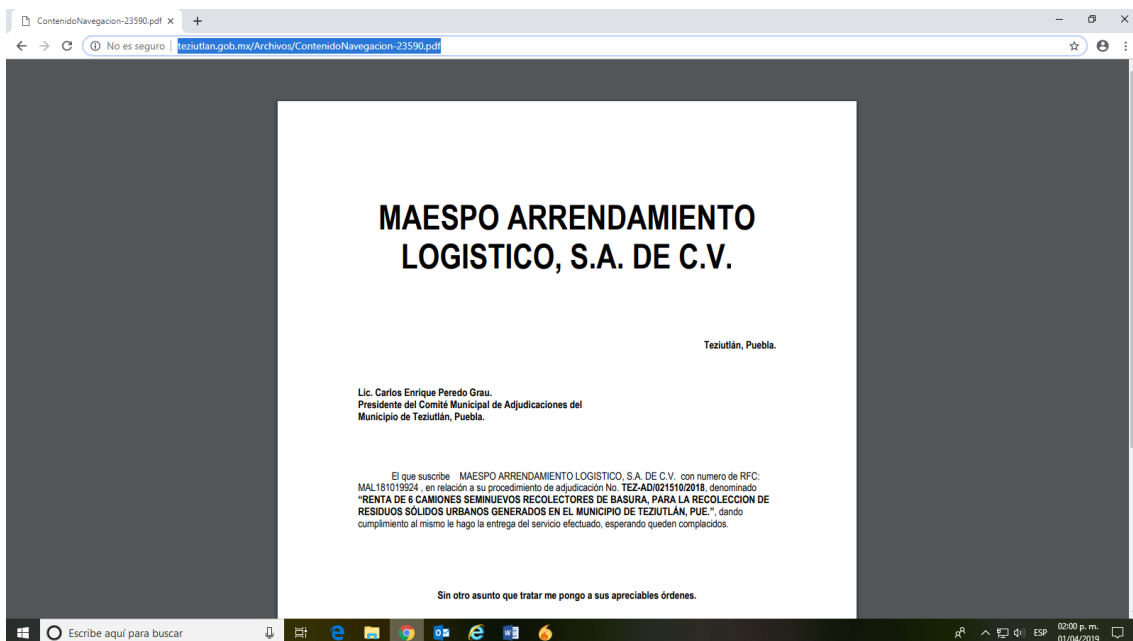 ContenidoNavegacion-23590.pdf
No es seguro | teziutlan.gob.mx/Archivos/ContenidoNavegacion-23590.pdf
MAESPO ARRENDAMIENTO
LOGISTICO, S.A. DE C.V.
Teziutlán, Puebla.
Lic. Carlos Enrique Peredo Grau.
Presidente del Comité Municipal de Adjudicaciones del
Municipio de Teziutlán, Puebla.
El que suscribe MAESPO ARRENDAMIENTO LOGISTICO, S.A. DE C.V. con numero de RFC:
MAL181019924 , en relación a su procedimiento de adjudicación No. TEZ-AD/021510/2018, denominado
“RENTA DE 6 CAMIONES SEMINUEVOS RECOLECTORES DE BASURA, PARA LA RECOLECCION DE
RESIDUOS SÓLIDOS URBANOS GENERADOS EN EL MUNICIPIO DE TEZIUTLÁN, PUE.”, dando
cumplimiento al mismo le hago la entrega del servicio efectuado, esperando queden complacidos.
Sin otro asunto que tratar me pongo a sus apreciables órdenes.
Escribe aquí para buscar
ESP
02:00 p. m.
01/04/2019